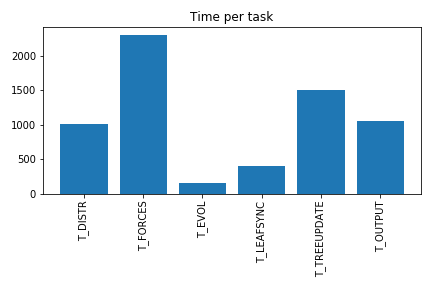 Time per task
2000
1500
1000
500
0
T_DISTR
T_FORCES
T_EVOL
T_LEAFSYNC
T_TREEUPDATE
T_OUTPUT